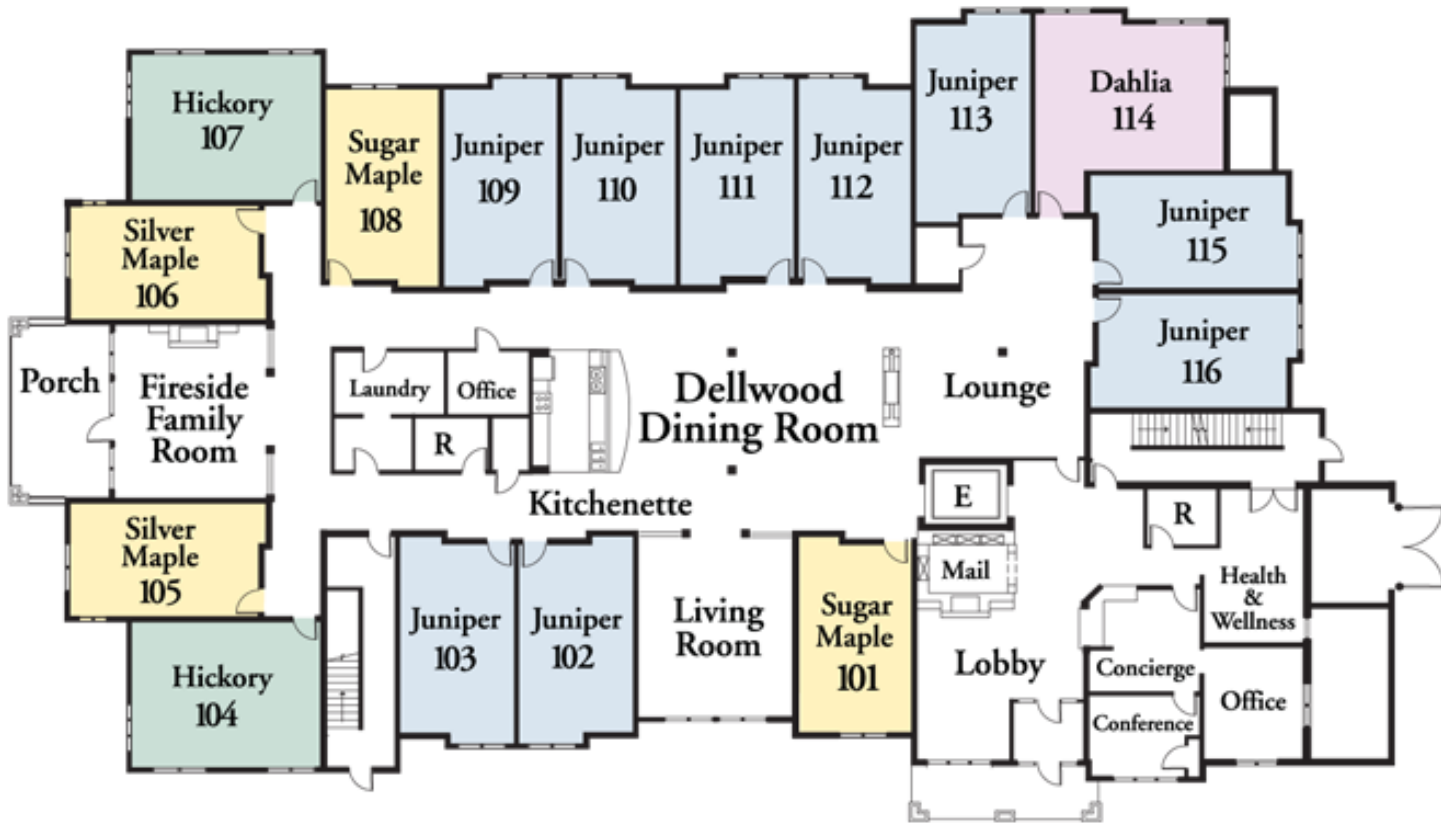 Hickory
107
Sugar
Maple
108
Juniper
109
Juniper
110
Juniper
111
Juniper
112
Juniper
113
Dahlia
114
Juniper
115
Juniper
116
Silver
Maple
106
Porch
Fireside
Family
Room
Laundry
Office
R
Dellwood
Dining Room
Lounge
Kitchenette
E
R
Silver
Maple
105
Hickory
104
Juniper
103
Juniper
102
Living
Room
Sugar
Maple
101
Mail
Lobby
Health
&
Wellness
Concierge
Conference
Office